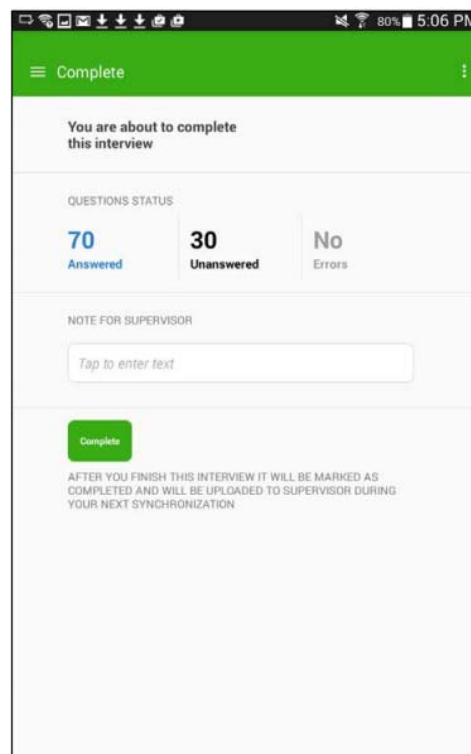 80% 5:06 PM
Complete
You are about to complete
this interview
QUESTIONS STATUS
70
30
No
Answered
Unanswered
Errors
NOTE FOR SUPERVISOR
Tap to enter text
Complete
AFTER YOU FINISH THIS INTERVIEW IT WILL BE MARKED AS
COMPLETED AND WILL BE UPLOADED TO SUPERVISOR DURING
YOUR NEXT SYNCHRONIZATION